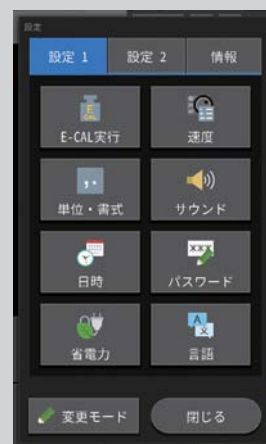 設定
設定 1
設定 2
情報
E-CAL
E-CAL実行
速度
単位・書式
サウンド
日時
パスワード
省電力
言語
変更モード
閉じる